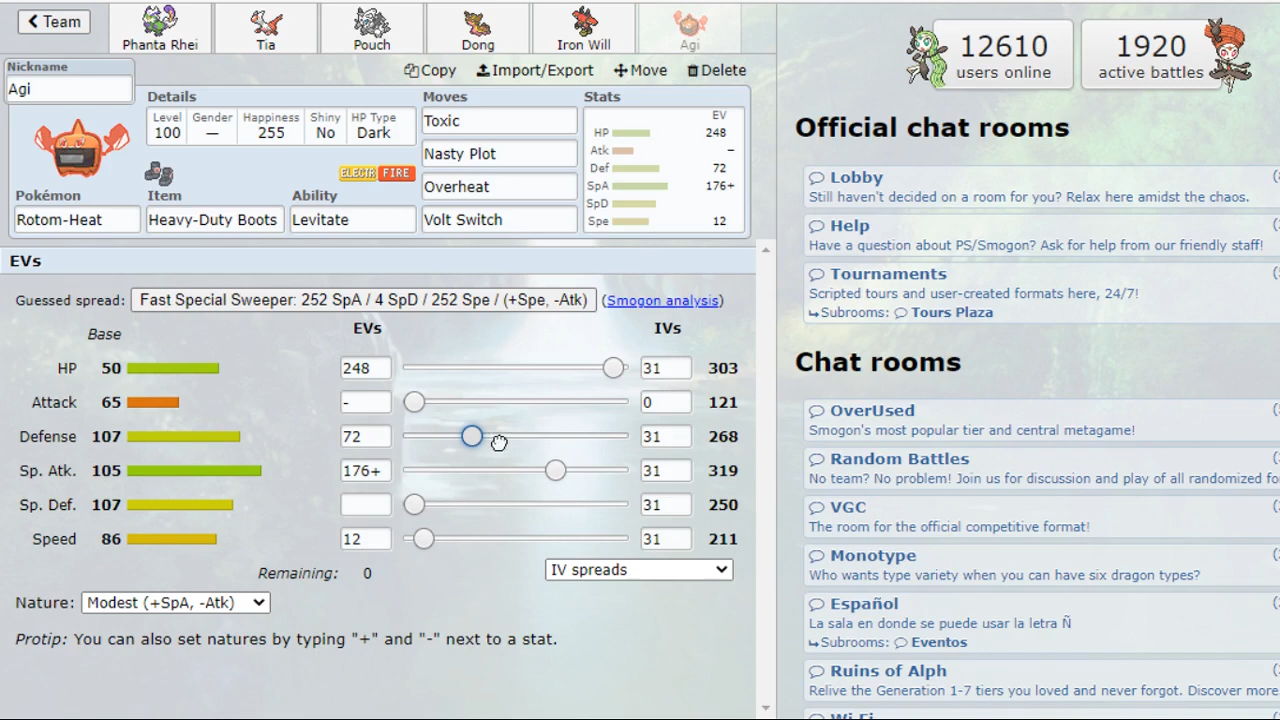 Team
Phanta Rhei
Tia
Pouch
Dong
Iron Will
Agi
Nickname
Agi
Copy
Import/Export
Move
Delete
Details
Level
100
Gender
—
Happiness
255
Shiny
No
HP Type
Dark
ELECTR FIRE
Pokémon
Rotom-Heat
Item
Heavy-Duty Boots
Ability
Levitate
Moves
Toxic
Nasty Plot
Overheat
Volt Switch
Stats
EV
HP 248
Atk –
Def 72
SpA 176+
SpD
Spe 12
EVs
Guessed spread: Fast Special Sweeper: 252 SpA / 4 SpD / 252 Spe / (+Spe, -Atk) (Smogon analysis)
Base EVs IVs
HP 50 248 31 303
Attack 65 - 0 121
Defense 107 72 31 268
Sp. Atk. 105 176+ 31 319
Sp. Def. 107 31 250
Speed 86 12 31 211
Remaining: 0
IV spreads
Nature: Modest (+SpA, -Atk)
Protip: You can also set natures by typing "+" and "-" next to a stat.
12610
users online
1920
active battles
Official chat rooms
Lobby
Still haven't decided on a room for you? Relax here amidst the chaos.
Help
Have a question about PS/Smogon? Ask for help from our friendly staff!
Tournaments
Scripted tours and user-created formats here, 24/7!
↳Subrooms: Tours Plaza
Chat rooms
OverUsed
Smogon's most popular tier and central metagame!
Random Battles
No team? No problem! Join us for discussion and play of all randomized fo
VGC
The room for the official competitive format!
Monotype
Who wants type variety when you can have six dragon types?
Español
La sala en donde se puede usar la letra Ñ
↳Subrooms: Eventos
Ruins of Alph
Relive the Generation 1-7 tiers you loved and never forgot. Discover more
Wi-Fi